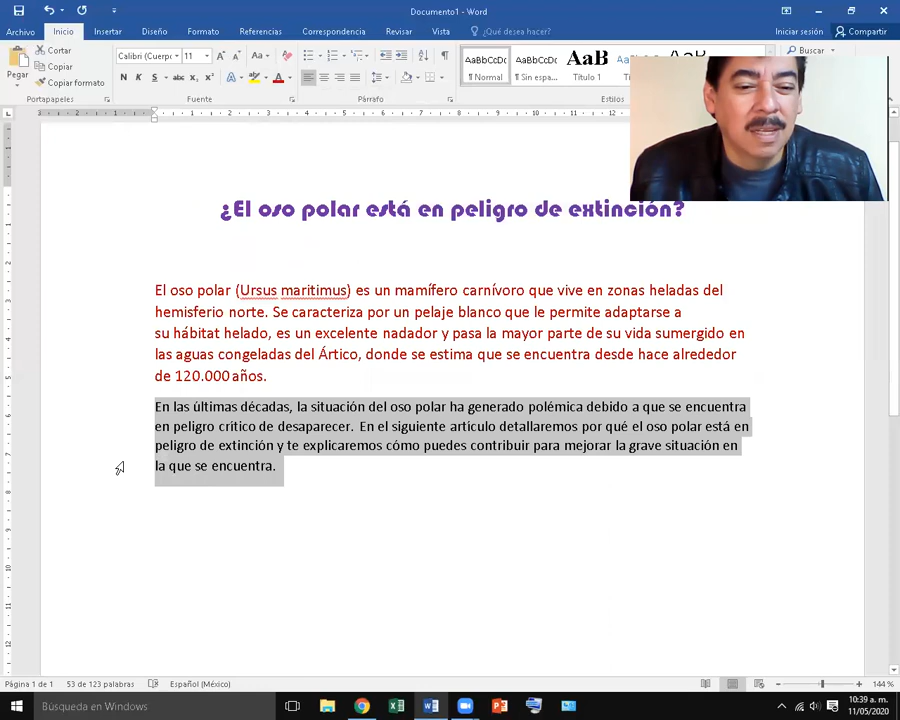 Documento1 - Word
Archivo Inicio Insertar Diseño Formato Referencias Correspondencia Revisar Vista ¿Qué desea hacer? Iniciar sesión Compartir
Pegar
Cortar
Copiar
Copiar formato
Portapapeles
Calibri (Cuerpo 11
N K S abc x₂ x²
Fuente
Párrafo
AaBbCcDc AaBbCcDc AaB
¶ Normal ¶ Sin espa... Título 1
Estilos
Buscar
¿El oso polar está en peligro de extinción?
El oso polar (Ursus maritimus) es un mamífero carnívoro que vive en zonas heladas del
hemisferio norte. Se caracteriza por un pelaje blanco que le permite adaptarse a
su hábitat helado, es un excelente nadador y pasa la mayor parte de su vida sumergido en
las aguas congeladas del Ártico, donde se estima que se encuentra desde hace alrededor
de 120.000 años.
En las últimas décadas, la situación del oso polar ha generado polémica debido a que se encuentra
en peligro crítico de desaparecer. En el siguiente artículo detallaremos por qué el oso polar está en
peligro de extinción y te explicaremos cómo puedes contribuir para mejorar la grave situación en
la que se encuentra.
Página 1 de 1 53 de 123 palabras Español (México) 144 %
Búsqueda en Windows
10:39 a. m.
11/05/2020